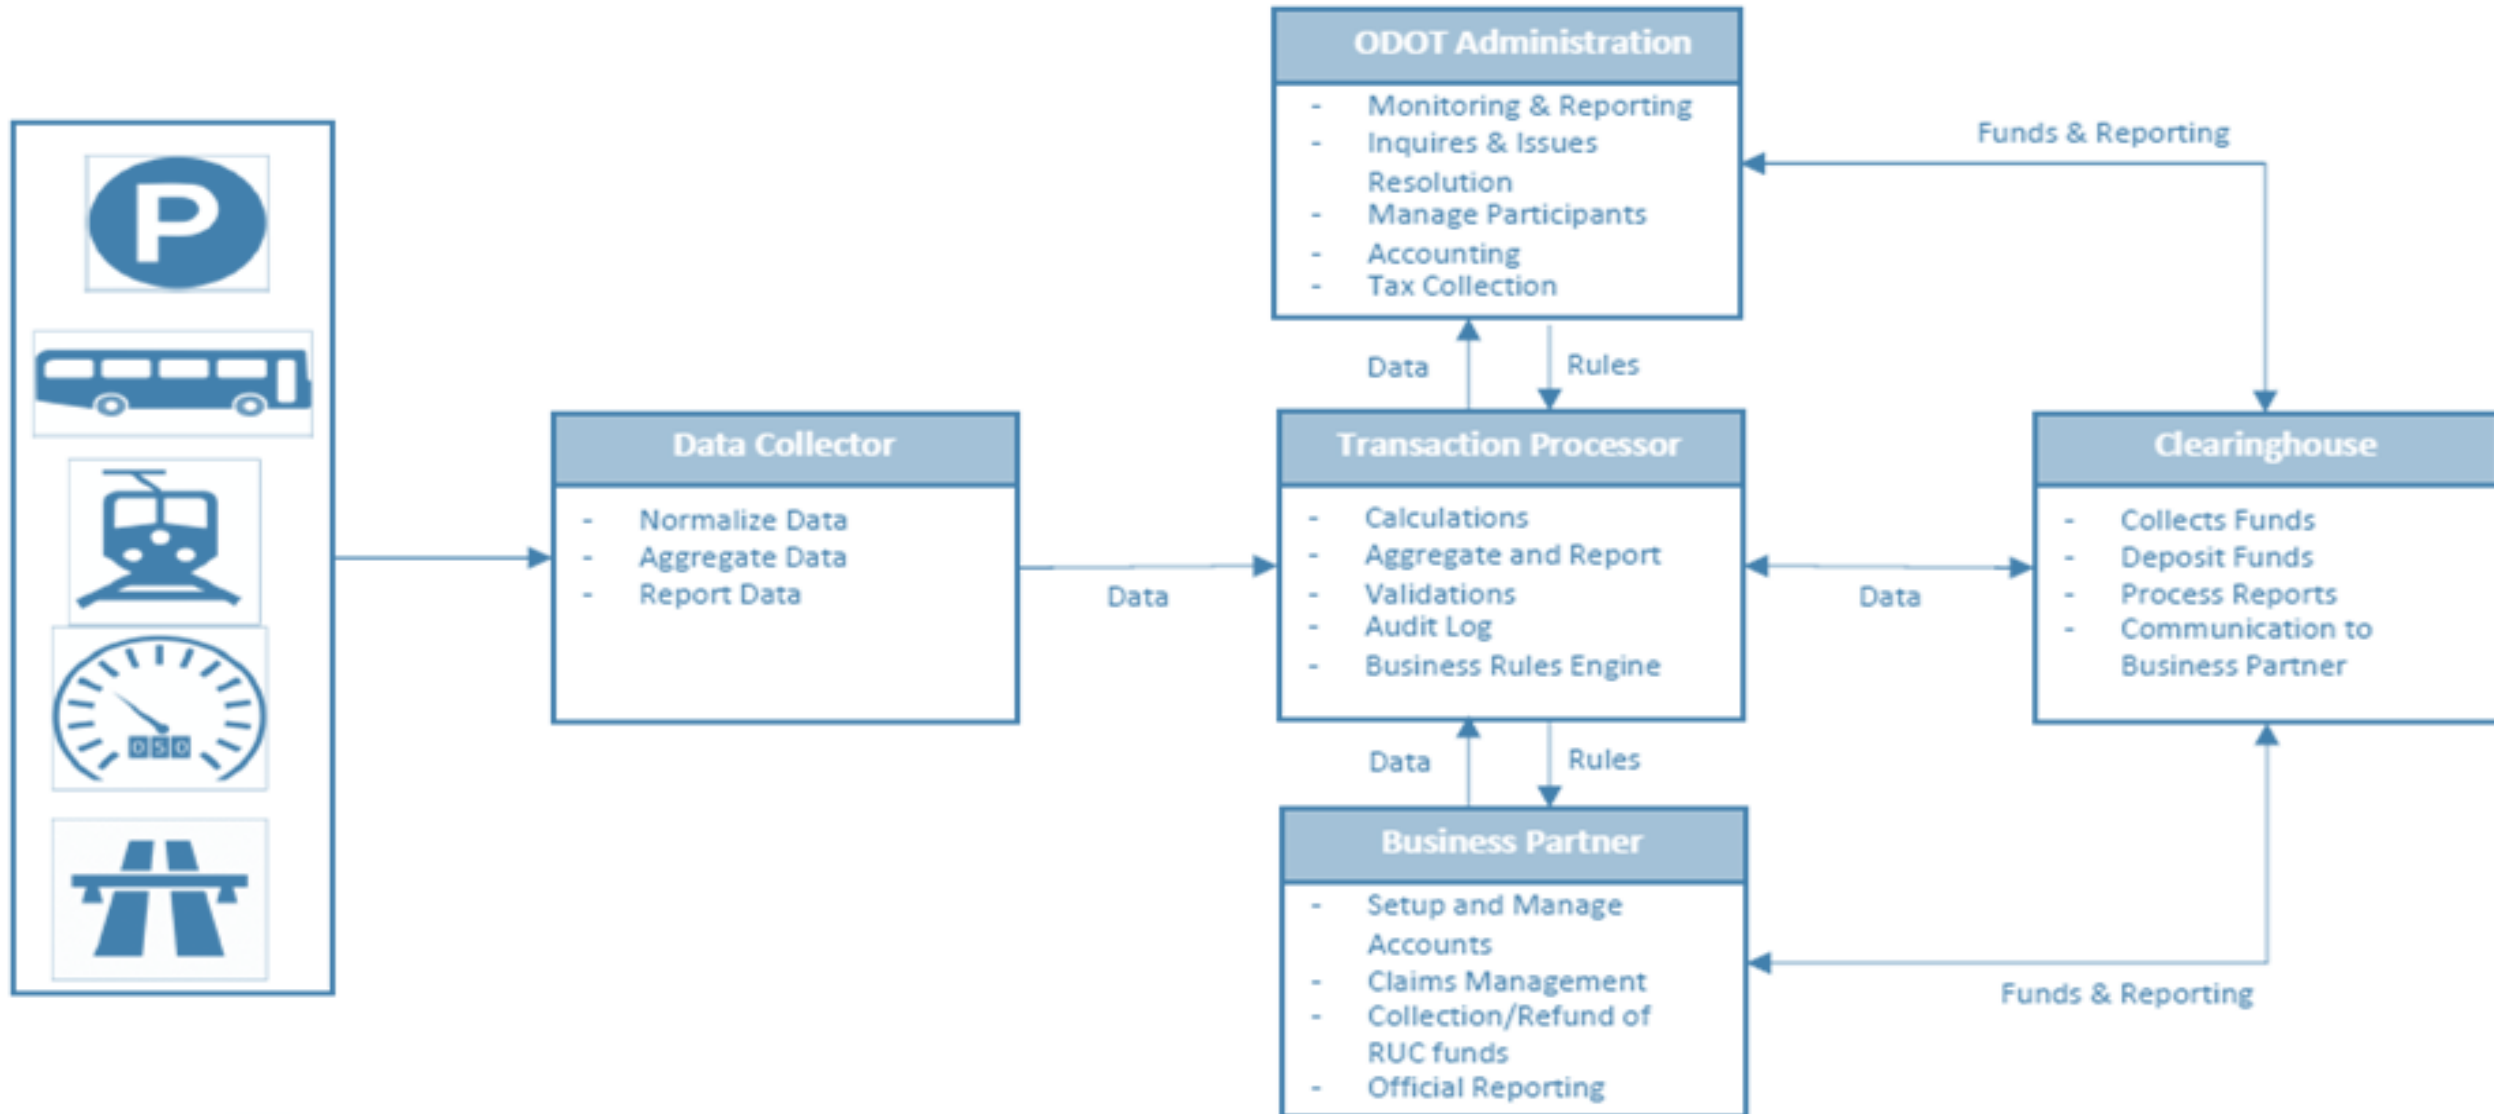 ODOT Administration
- Monitoring & Reporting
- Inquires & Issues
Resolution
- Manage Participants
- Accounting
- Tax Collection
Funds & Reporting
P
Data
Rules
Data Collector
- Normalize Data
- Aggregate Data
- Report Data
Data
Transaction Processor
- Calculations
- Aggregate and Report
- Validations
- Audit Log
- Business Rules Engine
Data
Clearinghouse
- Collects Funds
- Deposit Funds
- Process Reports
- Communication to
Business Partner
050
Data
Rules
Business Partner
- Setup and Manage
Accounts
- Claims Management
- Collection/Refund of
RUC funds
- Official Reporting
Funds & Reporting